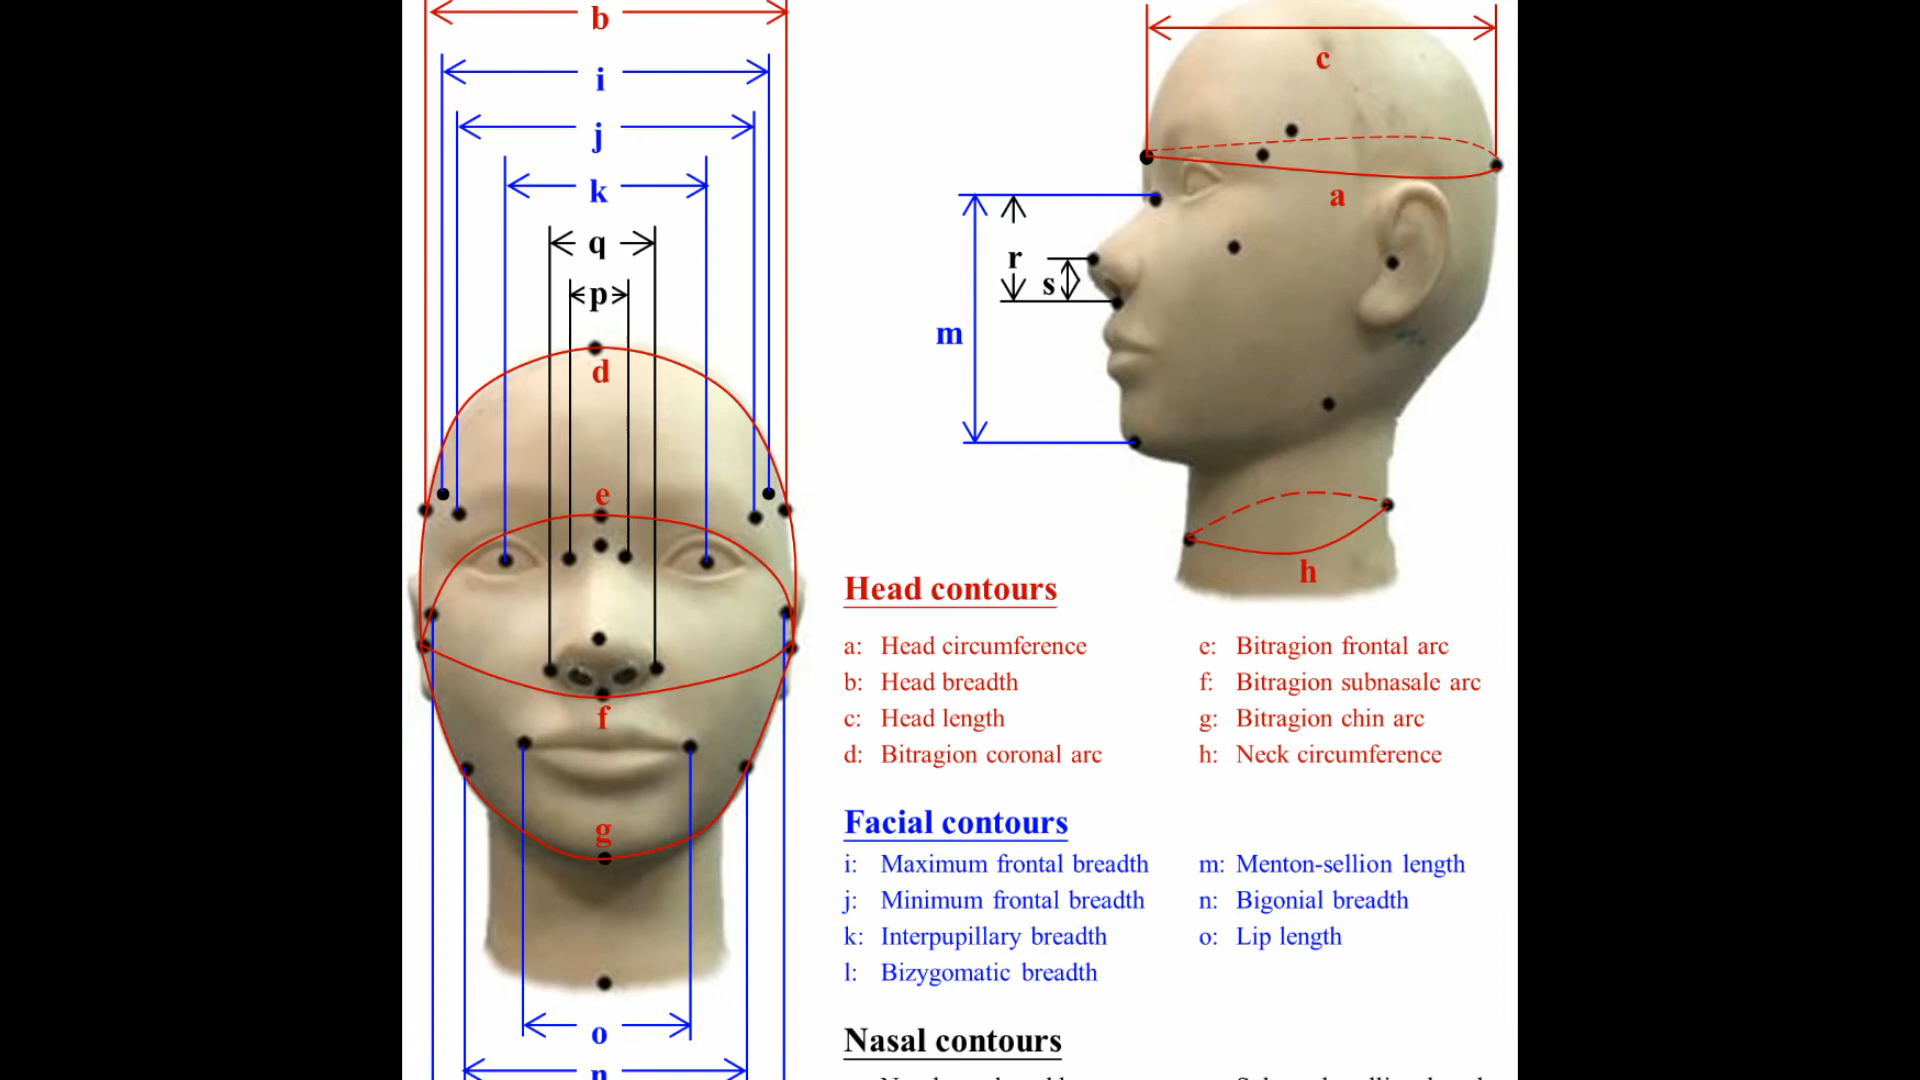 b
i
j
k
q
p
d
e
f
g
o
n
c
a
r
s
m
h
Head contours
a: Head circumference
b: Head breadth
c: Head length
d: Bitragion coronal arc
e: Bitragion frontal arc
f: Bitragion subnasale arc
g: Bitragion chin arc
h: Neck circumference
Facial contours
i: Maximum frontal breadth
j: Minimum frontal breadth
k: Interpupillary breadth
l: Bizygomatic breadth
m: Menton-sellion length
n: Bigonial breadth
o: Lip length
Nasal contours